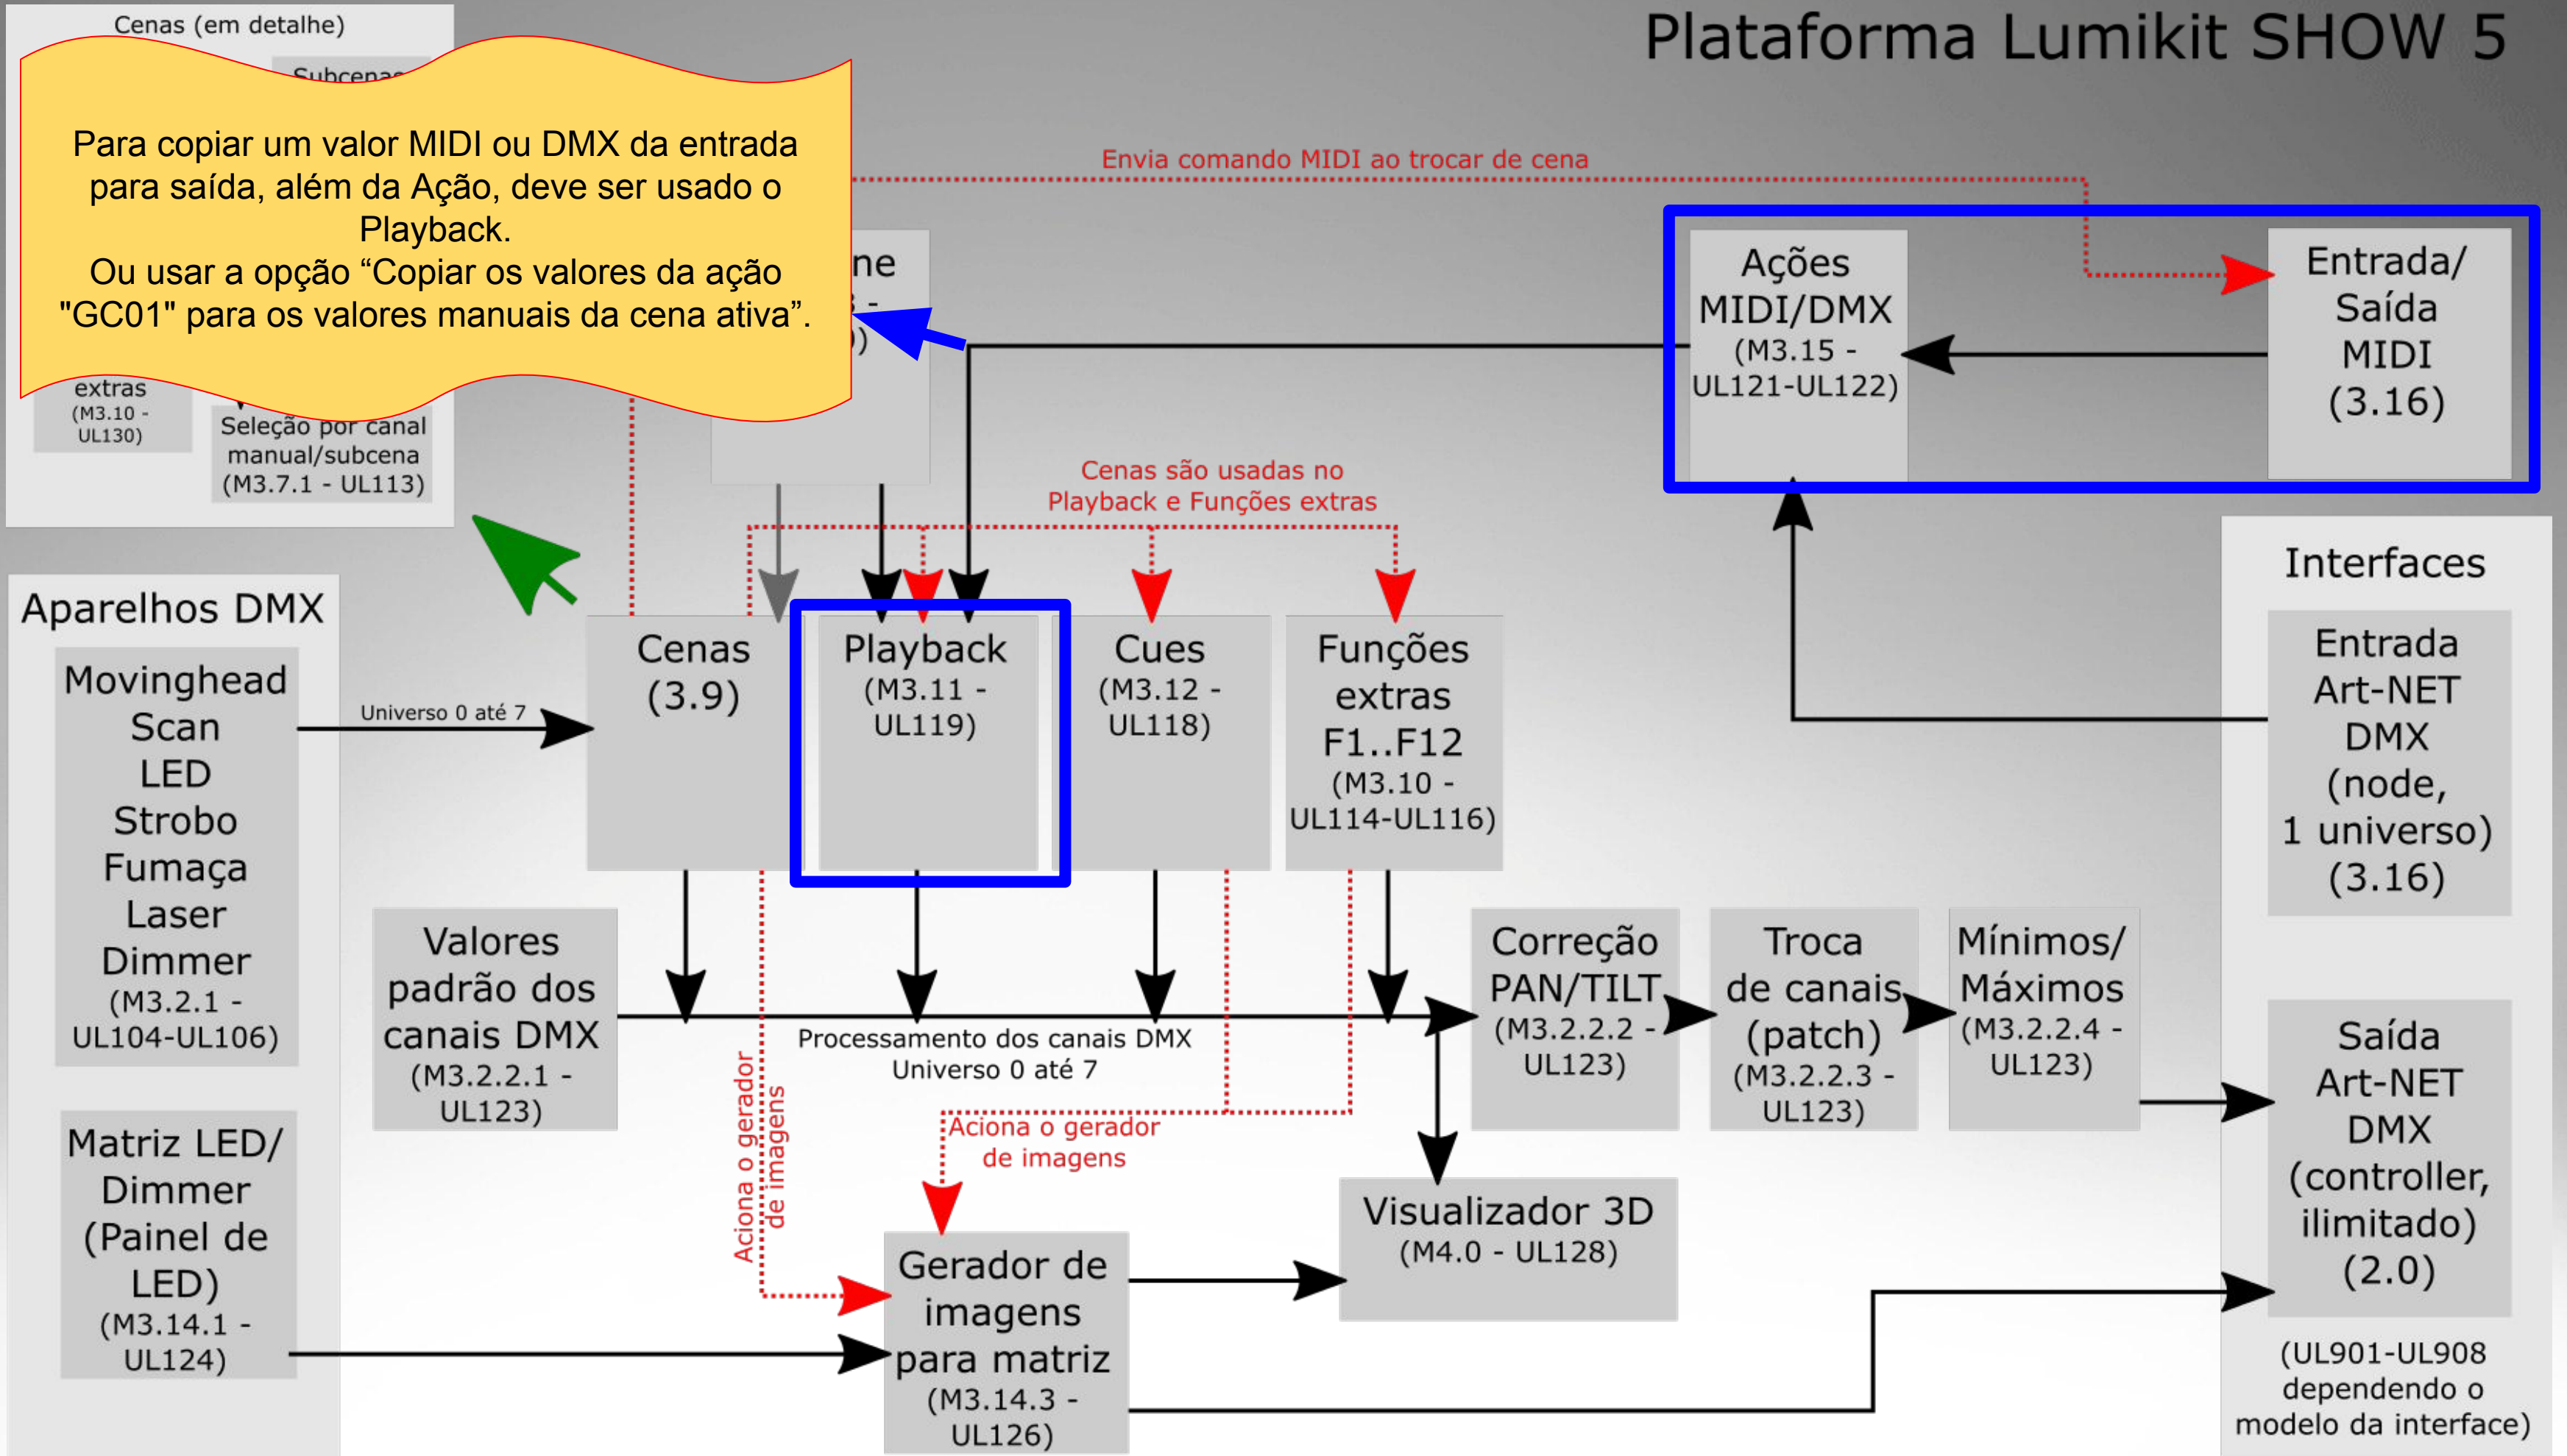 Plataforma Lumikit SHOW 5
Cenas (em detalhe)
Subcenas
Para copiar um valor MIDI ou DMX da entrada
para saída, além da Ação, deve ser usado o
Playback.
Ou usar a opção “Copiar os valores da ação
"GC01" para os valores manuais da cena ativa”.
extras
(M3.10 -
UL130)
Seleção por canal
manual/subcena
(M3.7.1 - UL113)
Envia comando MIDI ao trocar de cena
Ações
MIDI/DMX
(M3.15 -
UL121-UL122)
Entrada/
Saída
MIDI
(3.16)
Cenas são usadas no
Playback e Funções extras
Aparelhos DMX
Movinghead
Scan
LED
Strobo
Fumaça
Laser
Dimmer
(M3.2.1 -
UL104-UL106)
Matriz LED/
Dimmer
(Painel de
LED)
(M3.14.1 -
UL124)
Universo 0 até 7
Cenas
(3.9)
Playback
(M3.11 -
UL119)
Cues
(M3.12 -
UL118)
Funções
extras
F1..F12
(M3.10 -
UL114-UL116)
Valores
padrão dos
canais DMX
(M3.2.2.1 -
UL123)
Processamento dos canais DMX
Universo 0 até 7
Aciona o gerador
de imagens
Aciona o gerador
de imagens
Correção
PAN/TILT
(M3.2.2.2 -
UL123)
Troca
de canais
(patch)
(M3.2.2.3 -
UL123)
Mínimos/
Máximos
(M3.2.2.4 -
UL123)
Gerador de
imagens
para matriz
(M3.14.3 -
UL126)
Visualizador 3D
(M4.0 - UL128)
Interfaces
Entrada
Art-NET
DMX
(node,
1 universo)
(3.16)
Saída
Art-NET
DMX
(controller,
ilimitado)
(2.0)
(UL901-UL908
dependendo o
modelo da interface)